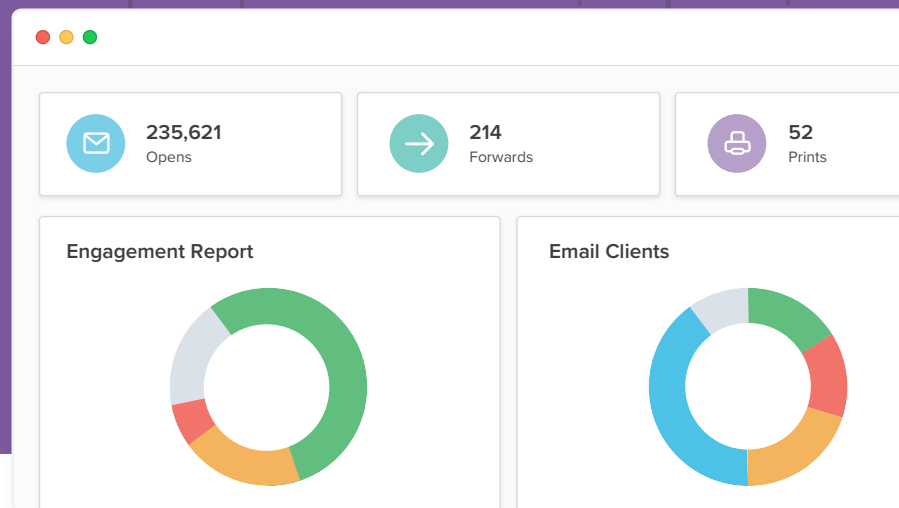 235,621
Opens
214
Forwards
52
Prints
Engagement Report
Email Clients